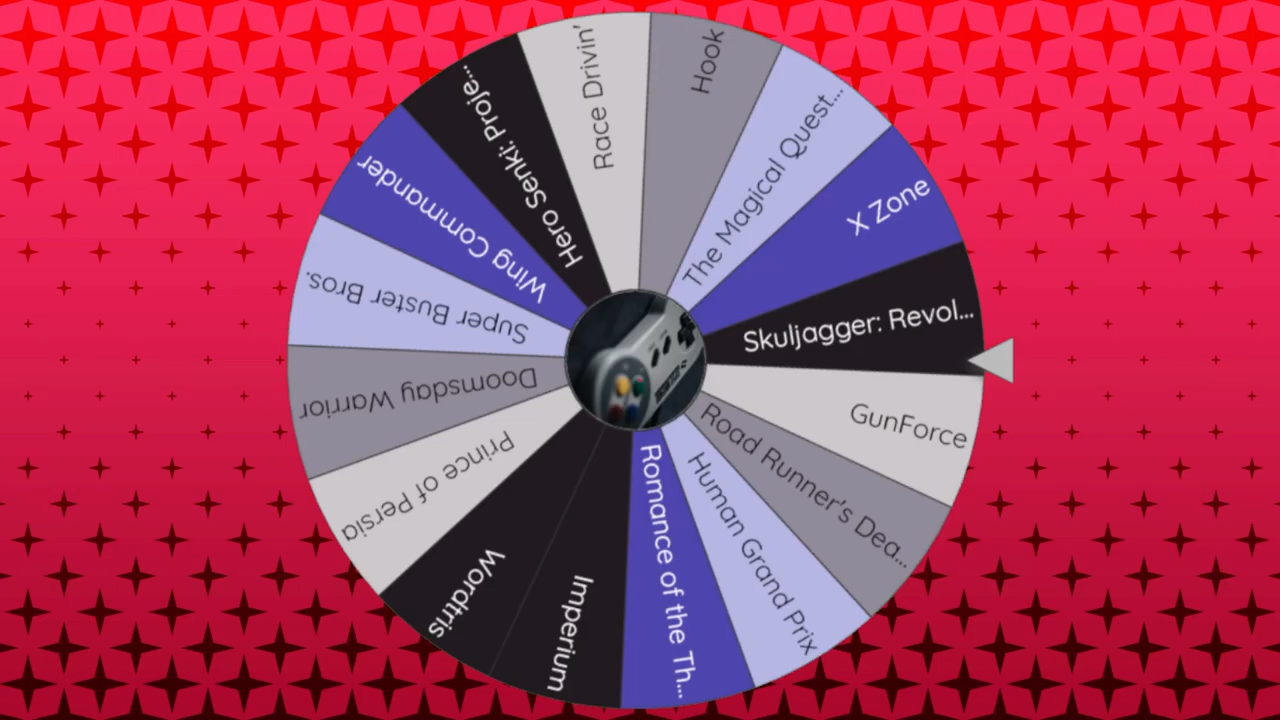 Race Drivin'
Hook
The Magical Quest...
X Zone
Skuljagger: Revol...
GunForce
Road Runner's Dea...
Human Grand Prix
Romance of the Th...
Imperium
Wordtris
Prince of Persia
Doomsday Warrior
Super Buster Bros.
Wing Commander
Hero Senki: Proje...